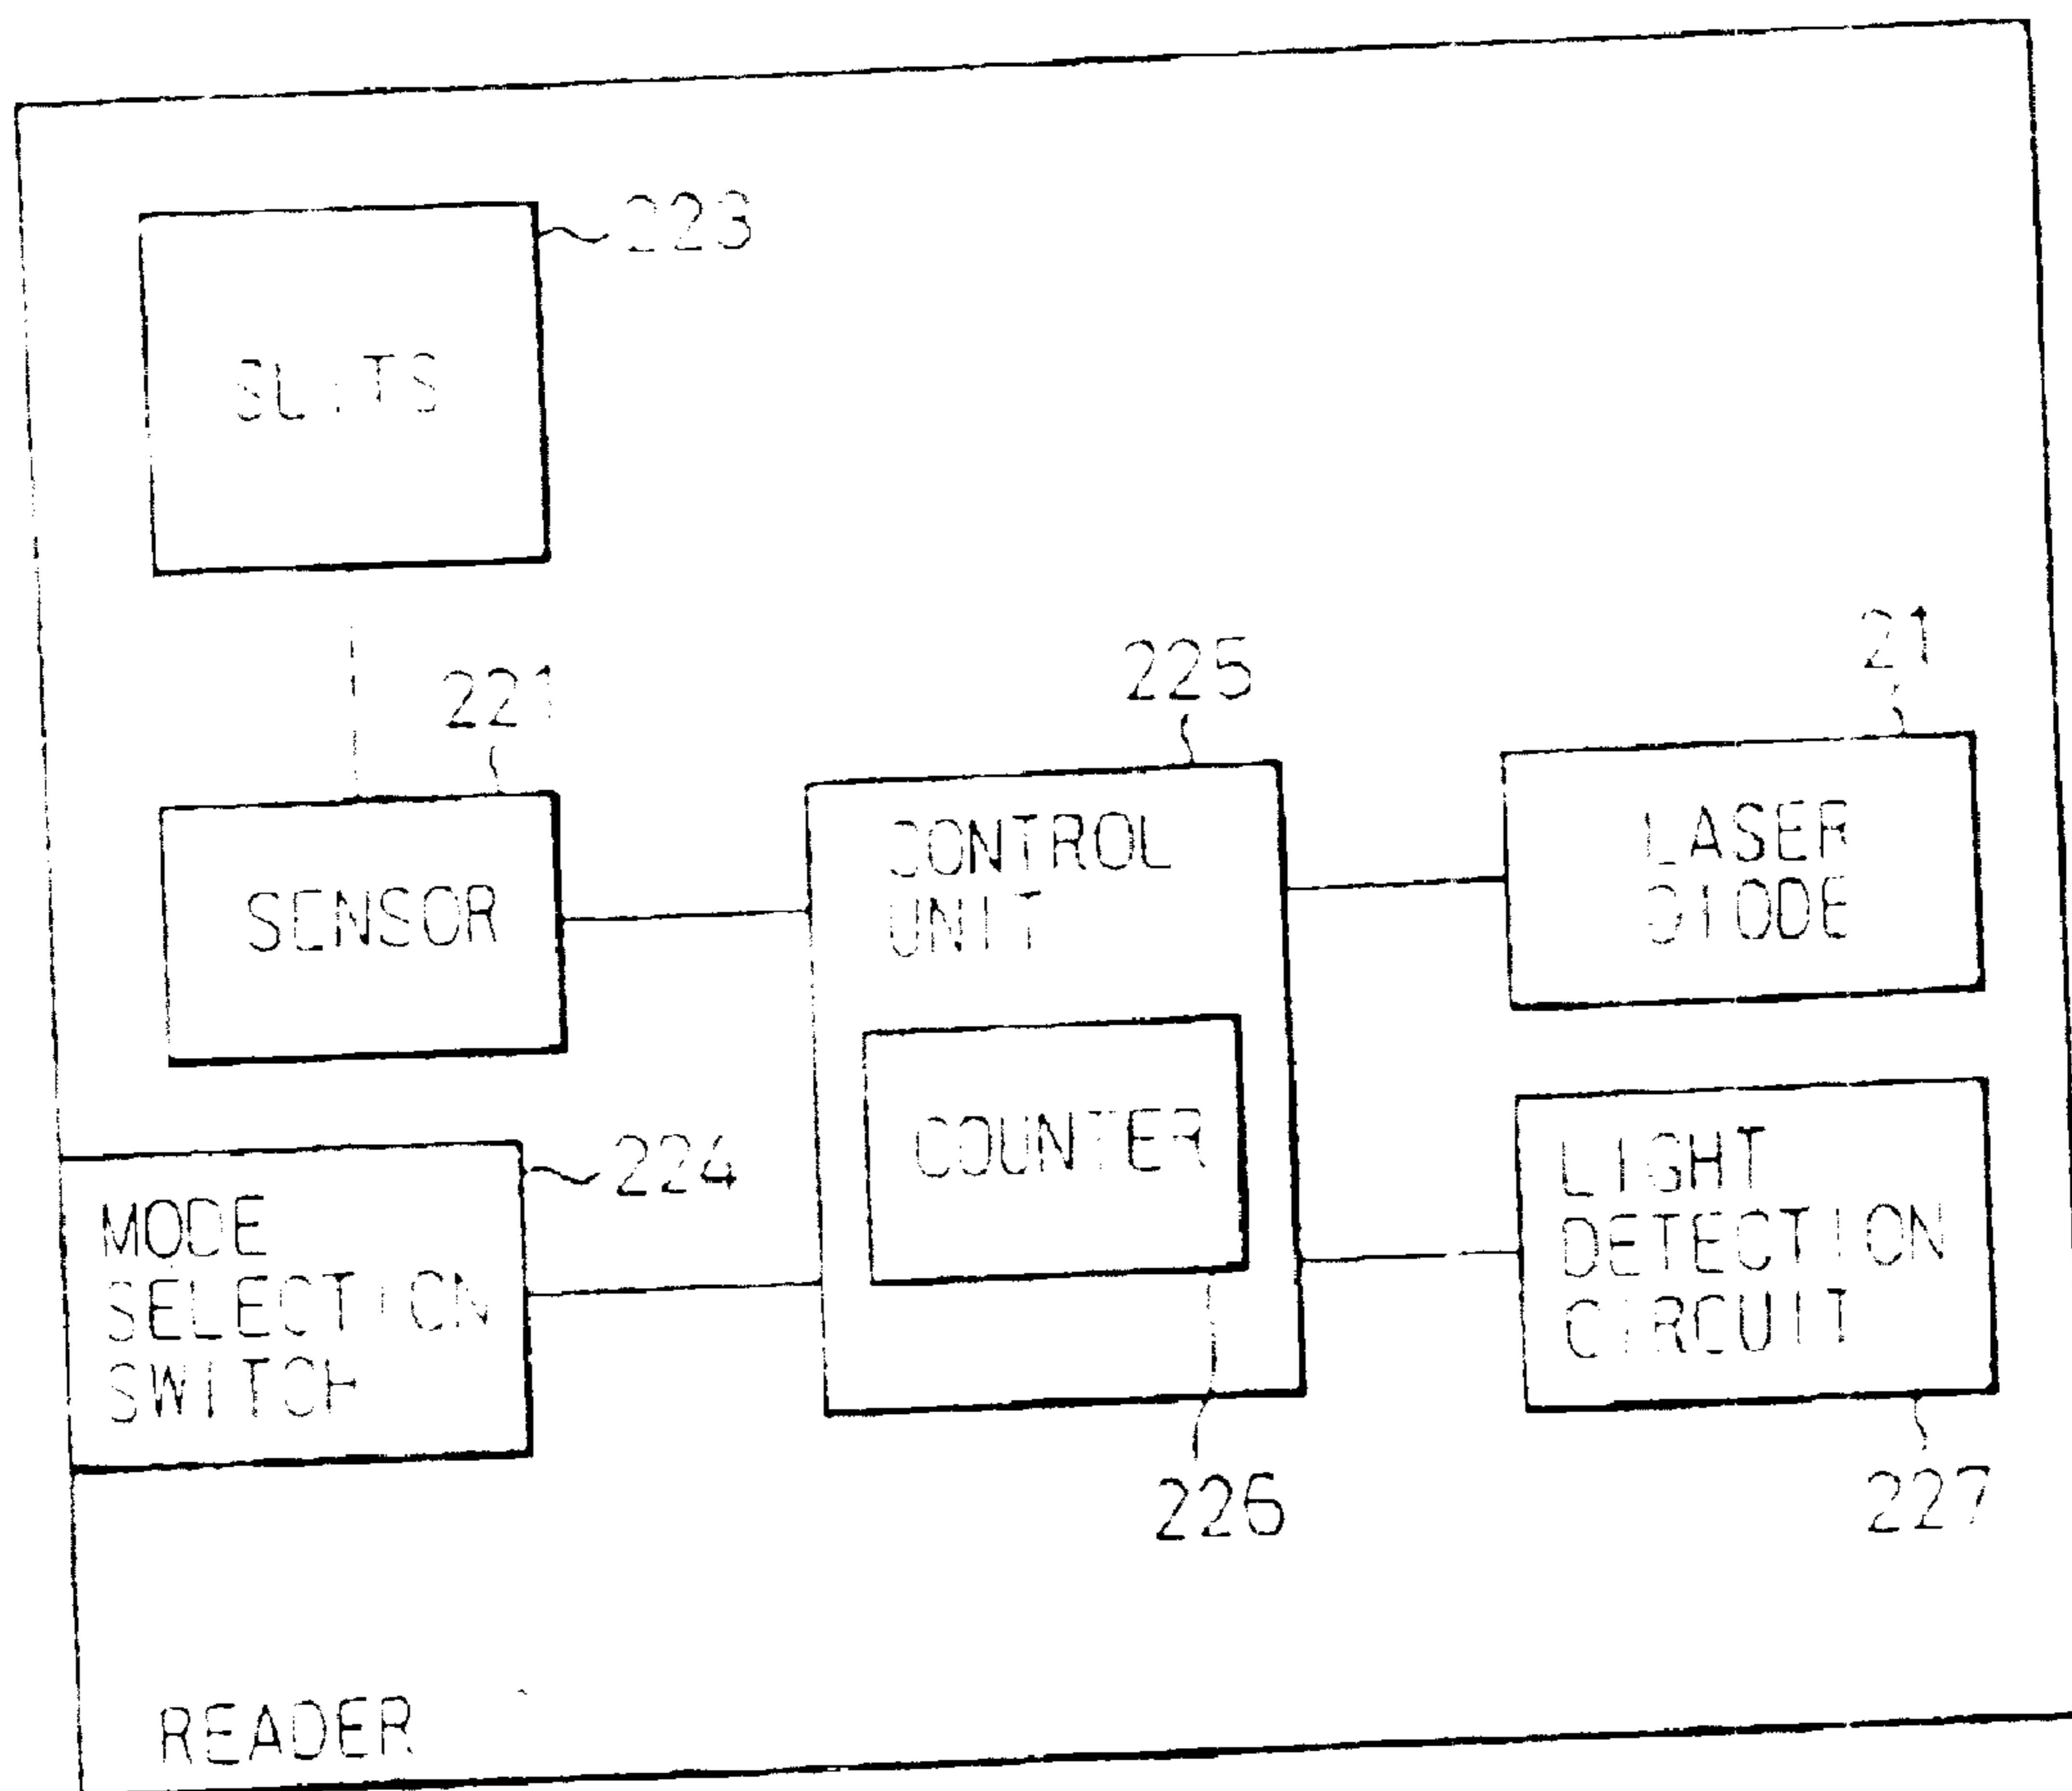 223
SLITS
21
225
221
CONTROL
UNIT
LASER
DIODE
SENSOR
COUNTER
224
MODE
SELECTION
SWITCH
LIGHT
DETECTION
CIRCUIT
226
227
READER